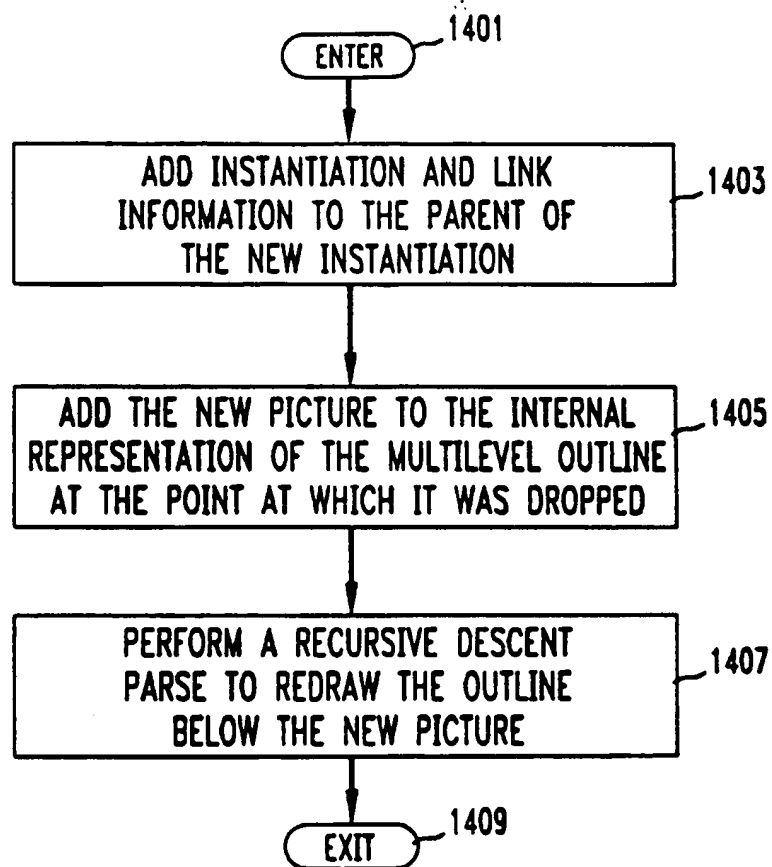 1401
ENTER
ADD INSTANTIATION AND LINK
INFORMATION TO THE PARENT OF
THE NEW INSTANTIATION
1403
ADD THE NEW PICTURE TO THE INTERNAL
REPRESENTATION OF THE MULTILEVEL OUTLINE
AT THE POINT AT WHICH IT WAS DROPPED
1405
PERFORM A RECURSIVE DESCENT
PARSE TO REDRAW THE OUTLINE
BELOW THE NEW PICTURE
1407
EXIT
1409